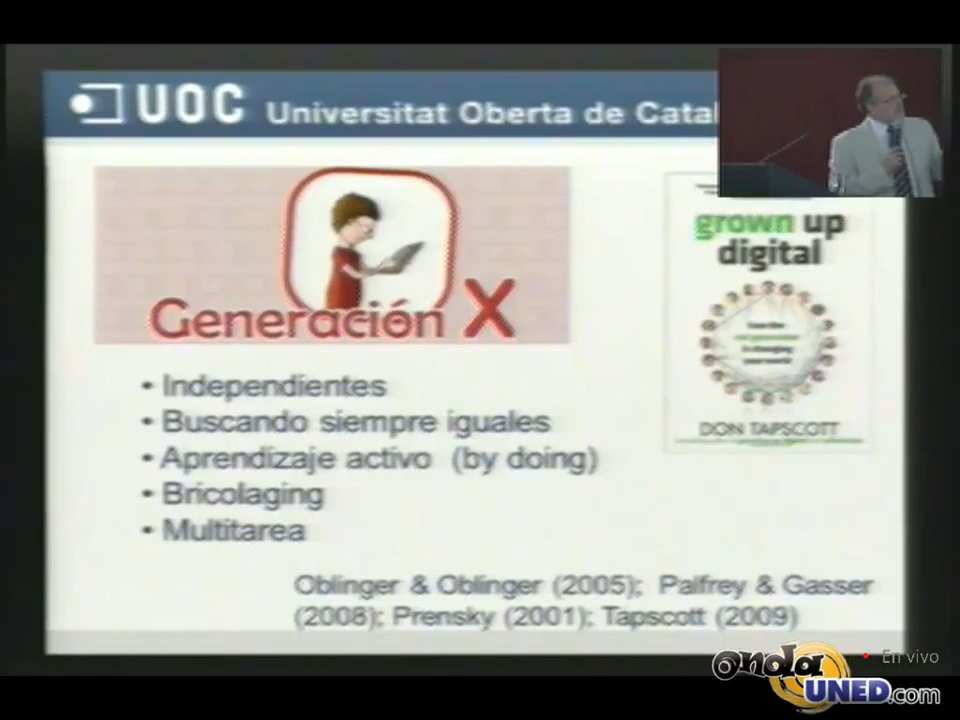 UOC Universitat Oberta de Catal
Generación X
• Independientes
• Buscando siempre iguales
• Aprendizaje activo (by doing)
• Bricolaging
• Multitarea
grown up
digital
DON TAPSCOTT
Oblinger & Oblinger (2005); Palfrey & Gasser
(2008); Prensky (2001); Tapscott (2009)
• En vivo
onda
UNED.com